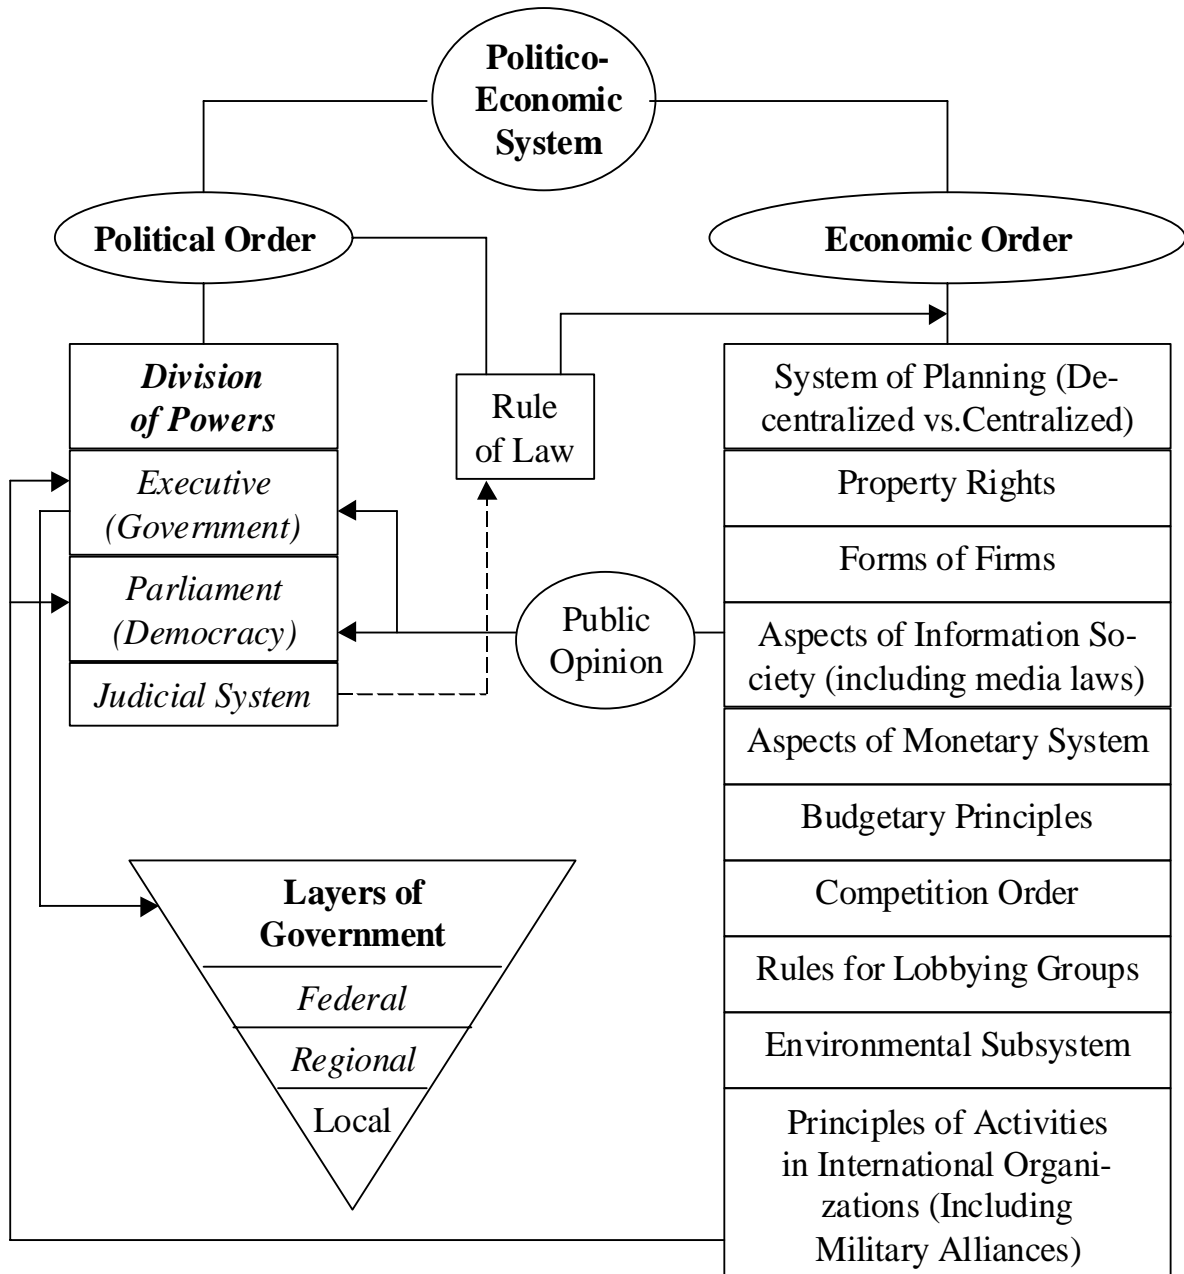 Politico-
Economic
System
Political Order
Economic Order
Division
of Powers
Executive
(Government)
Parliament
(Democracy)
Judicial System
Rule
of Law
Public
Opinion
System of Planning (De-
centralized vs.Centralized)
Property Rights
Forms of Firms
Aspects of Information So-
ciety (including media laws)
Aspects of Monetary System
Budgetary Principles
Competition Order
Rules for Lobbying Groups
Environmental Subsystem
Principles of Activities
in International Organi-
zations (Including
Military Alliances)
Layers of
Government
Federal
Regional
Local